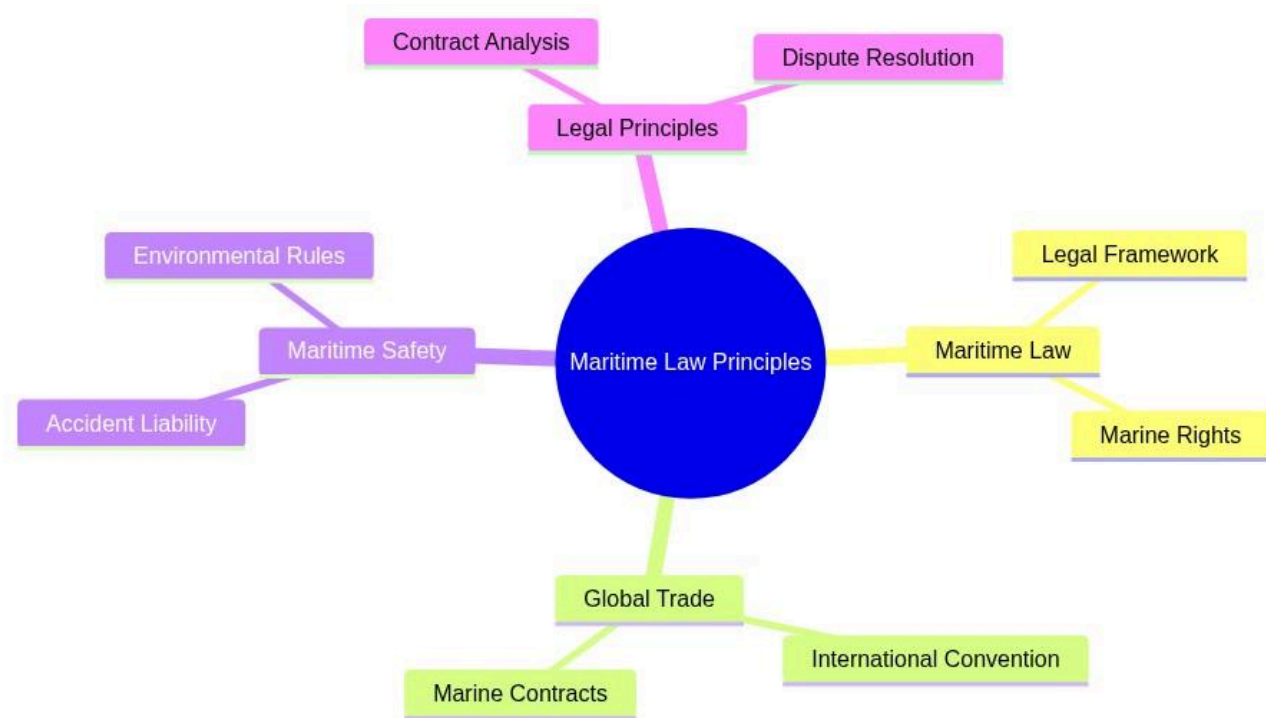 Contract Analysis
Dispute Resolution
Legal Principles
Environmental Rules
Legal Framework
Maritime Safety
Maritime Law Principles
Maritime Law
Accident Liability
Marine Rights
Global Trade
International Convention
Marine Contracts